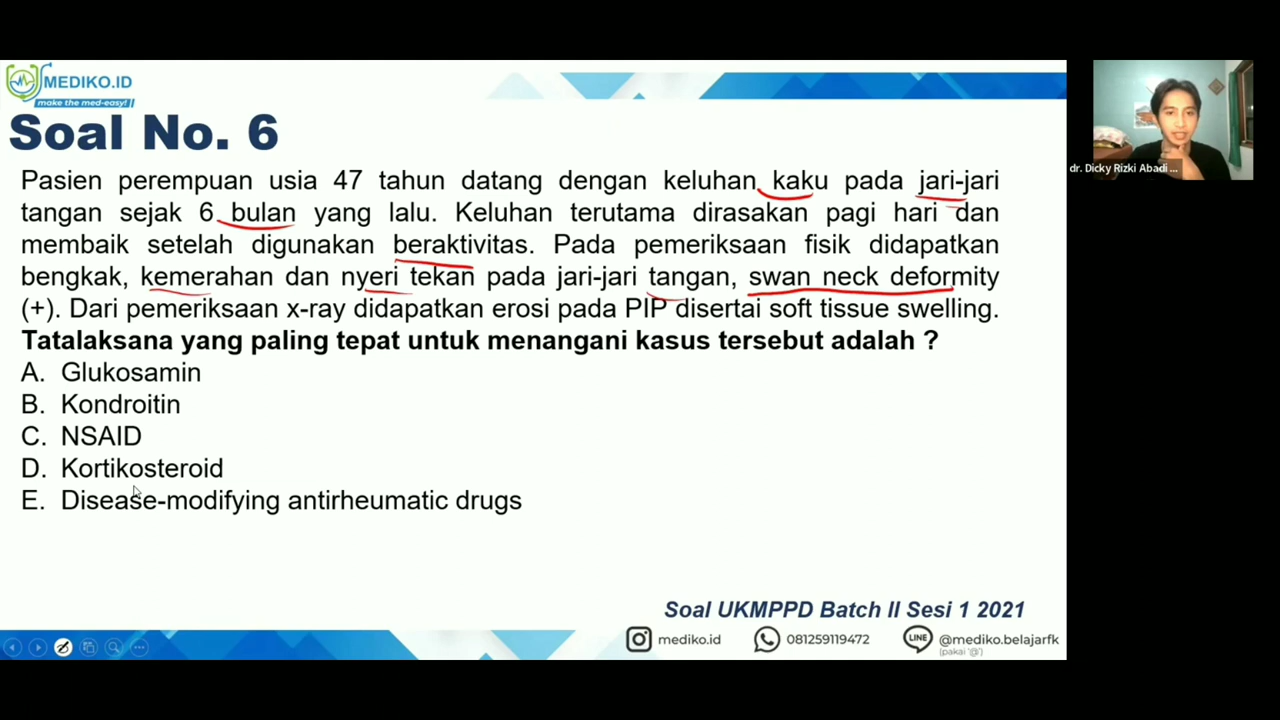 MEDIKO.ID
make the med-easy!
Soal No. 6
dr. Dicky Rizki Abadi ...
Pasien perempuan usia 47 tahun datang dengan keluhan kaku pada jari-jari
tangan sejak 6 bulan yang lalu. Keluhan terutama dirasakan pagi hari dan
membaik setelah digunakan beraktivitas. Pada pemeriksaan fisik didapatkan
bengkak, kemerahan dan nyeri tekan pada jari-jari tangan, swan neck deformity
(+). Dari pemeriksaan x-ray didapatkan erosi pada PIP disertai soft tissue swelling.
Tatalaksana yang paling tepat untuk menangani kasus tersebut adalah ?
A. Glukosamin
B. Kondroitin
C. NSAID
D. Kortikosteroid
E. Disease-modifying antirheumatic drugs
Soal UKMPPD Batch II Sesi 1 2021
mediko.id
081259119472
LINE
@mediko.belajarfk
(pakai '@')